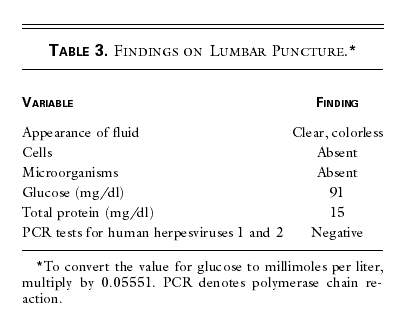 TABLE 3. FINDINGS ON LUMBAR PUNCTURE.*
VARIABLE FINDING
Appearance of fluid Clear, colorless
Cells Absent
Microorganisms Absent
Glucose (mg/dl) 91
Total protein (mg/dl) 15
PCR tests for human herpesviruses 1 and 2 Negative
*To convert the value for glucose to millimoles per liter,
multiply by 0.05551. PCR denotes polymerase chain re-
action.